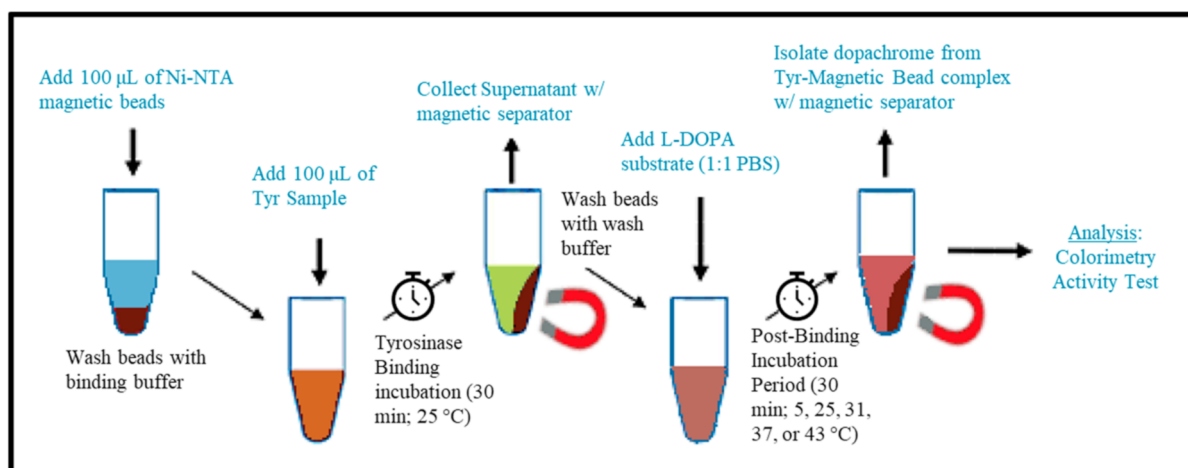 Add 100 μL of Ni-NTA
magnetic beads
Wash beads with
binding buffer
Add 100 μL of
Tyr Sample
Tyrosinase
Binding
incubation (30
min; 25 °C)
Collect Supernatant w/
magnetic separator
Wash beads
with wash
buffer
Add L-DOPA
substrate (1:1 PBS)
Post-Binding
Incubation
Period (30
min; 5, 25, 31,
37, or 43 °C)
Isolate dopachrome from
Tyr-Magnetic Bead complex
w/ magnetic separator
Analysis:
Colorimetry
Activity Test